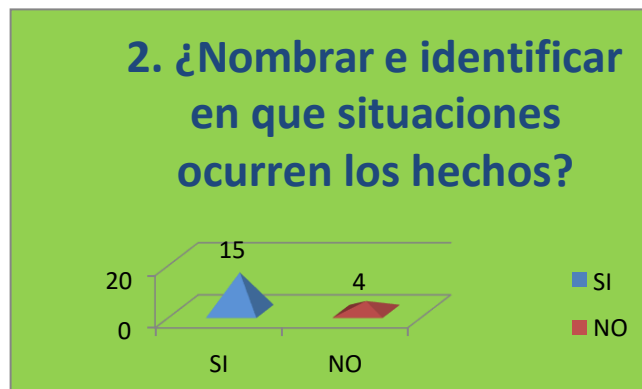 2. ¿Nombrar e identificar
en que situaciones
ocurren los hechos?
15
4
20
0
SI
NO
SI
NO